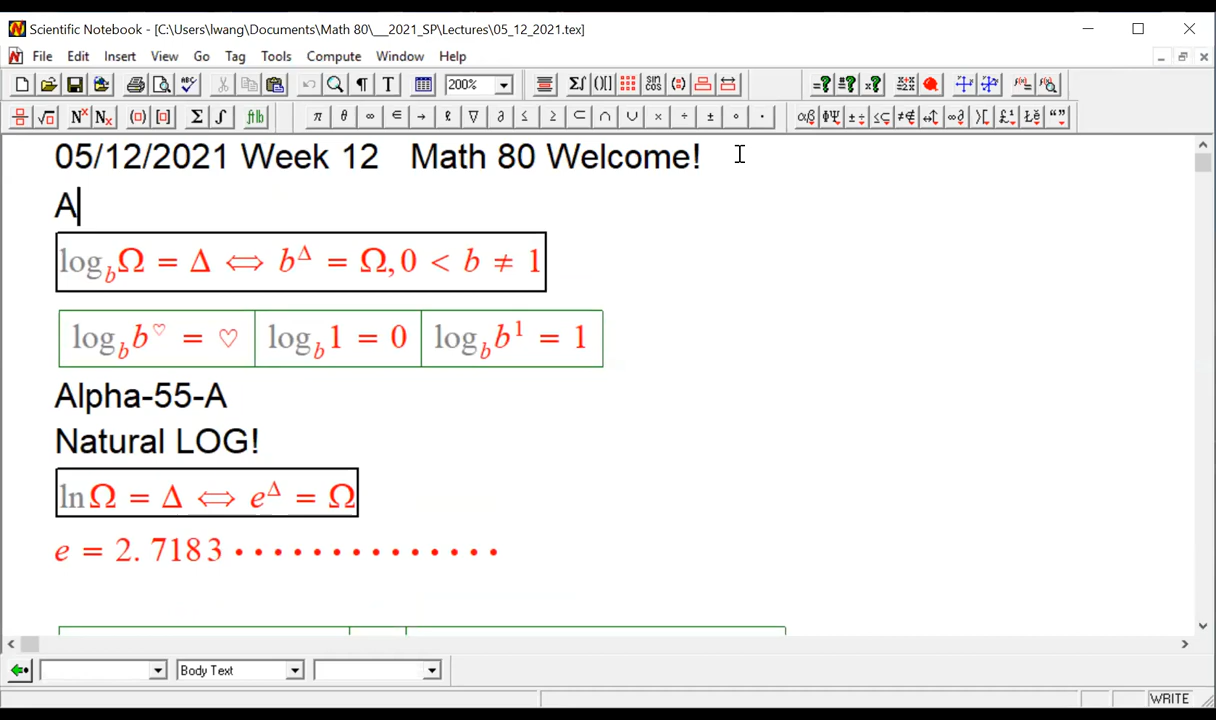 Scientific Notebook - [C:\Users\lwang\Documents\Math 80\__2021_SP\Lectures\05_12_2021.tex]
File Edit Insert View Go Tag Tools Compute Window Help
200%
05/12/2021 Week 12 Math 80 Welcome!
A
log_b Ω = Δ ⟺ b^Δ = Ω, 0 < b ≠ 1
log_b b^♡ = ♡ log_b 1 = 0 log_b b^1 = 1
Alpha-55-A
Natural LOG!
ln Ω = Δ ⟺ e^Δ = Ω
e = 2.7183 • • • • • • • • • • • • • •
Body Text
WRITE